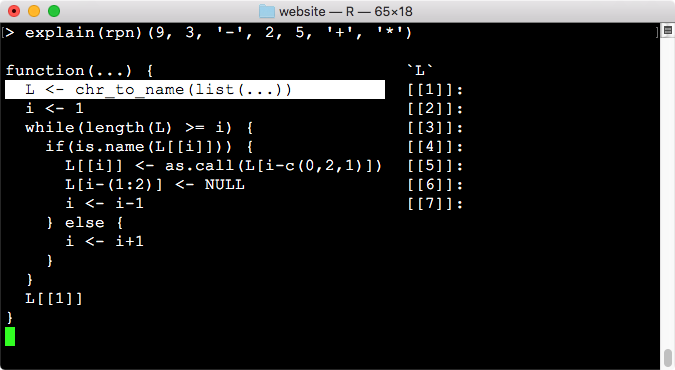 website — R — 65×18
> explain(rpn)(9, 3, '-', 2, 5, '+', '*')
function(...) { `L`
L <- chr_to_name(list(...)) [[1]]:
i <- 1 [[2]]:
while(length(L) >= i) { [[3]]:
if(is.name(L[[i]])) { [[4]]:
L[[i]] <- as.call(L[i-c(0,2,1)]) [[5]]:
L[i-(1:2)] <- NULL [[6]]:
i <- i-1 [[7]]:
} else {
i <- i+1
}
}
L[[1]]
}